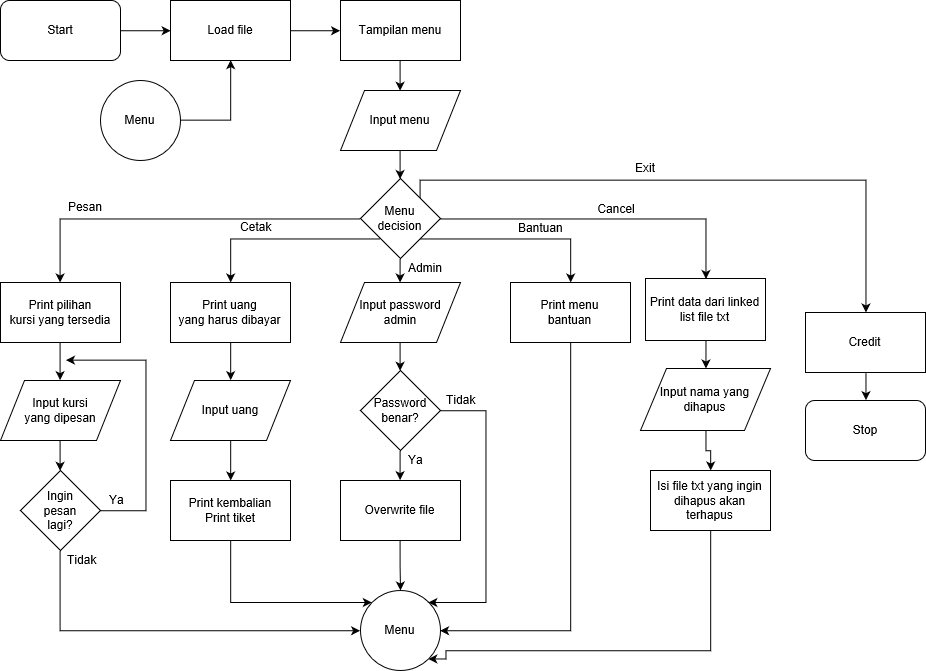 Start
Load file
Tampilan menu
Menu
Input menu
Exit
Menu
decision
Pesan
Cancel
Cetak
Bantuan
Admin
Print pilihan
kursi yang tersedia
Print uang
yang harus dibayar
Input password
admin
Print menu
bantuan
Print data dari linked
list file txt
Credit
Input kursi
yang dipesan
Input uang
Password
benar?
Tidak
Input nama yang
dihapus
Stop
Ya
Ingin
pesan
lagi?
Ya
Print kembalian
Print tiket
Overwrite file
Isi file txt yang ingin
dihapus akan
terhapus
Tidak
Menu